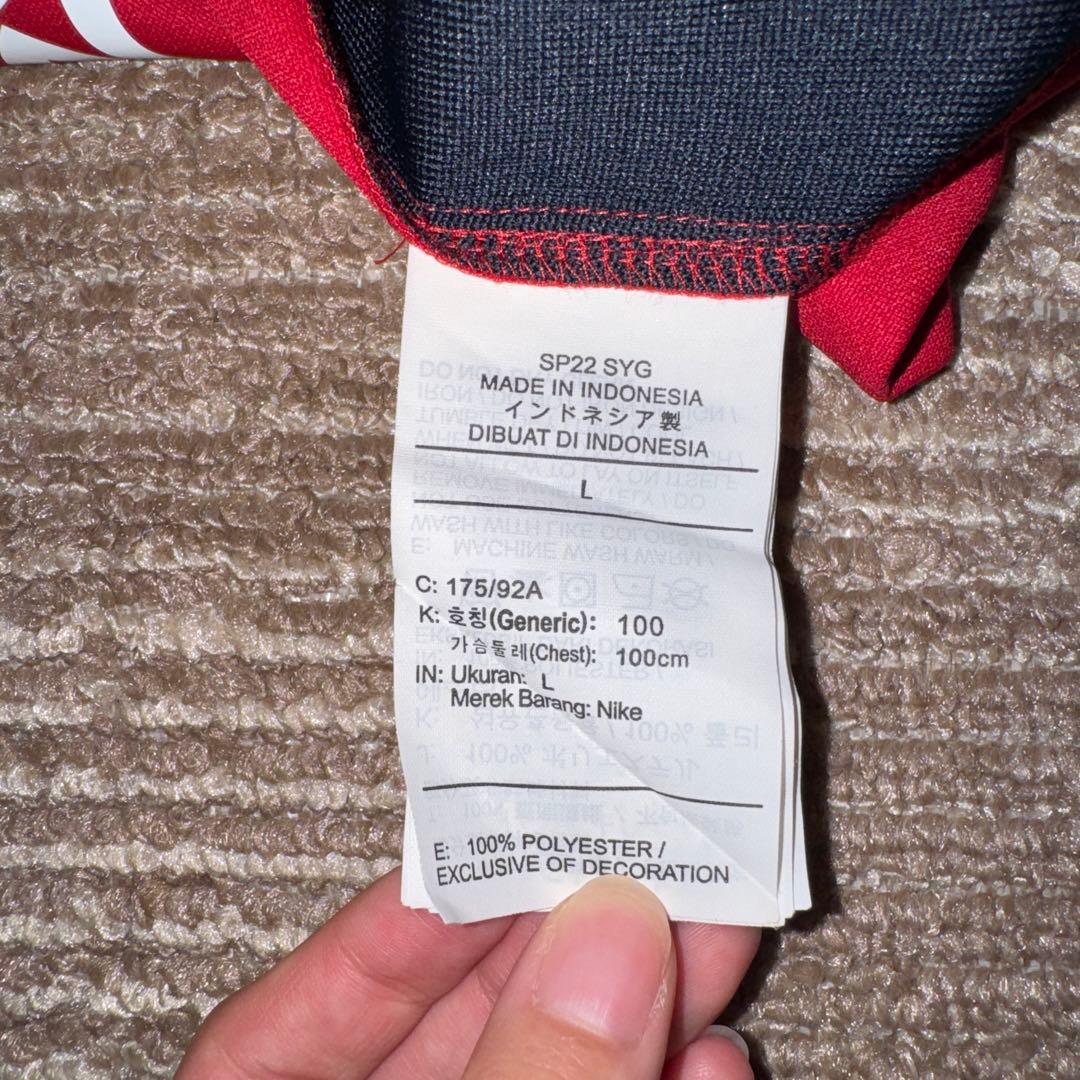 SP22 SYG
MADE IN INDONESIA
インドネシア製
DIBUAT DI INDONESIA
L
C: 175/92A
K: 호칭(Generic): 100
가슴둘레(Chest): 100cm
IN: Ukuran: L
Merek Barang: Nike
E: 100% POLYESTER /
EXCLUSIVE OF DECORATION